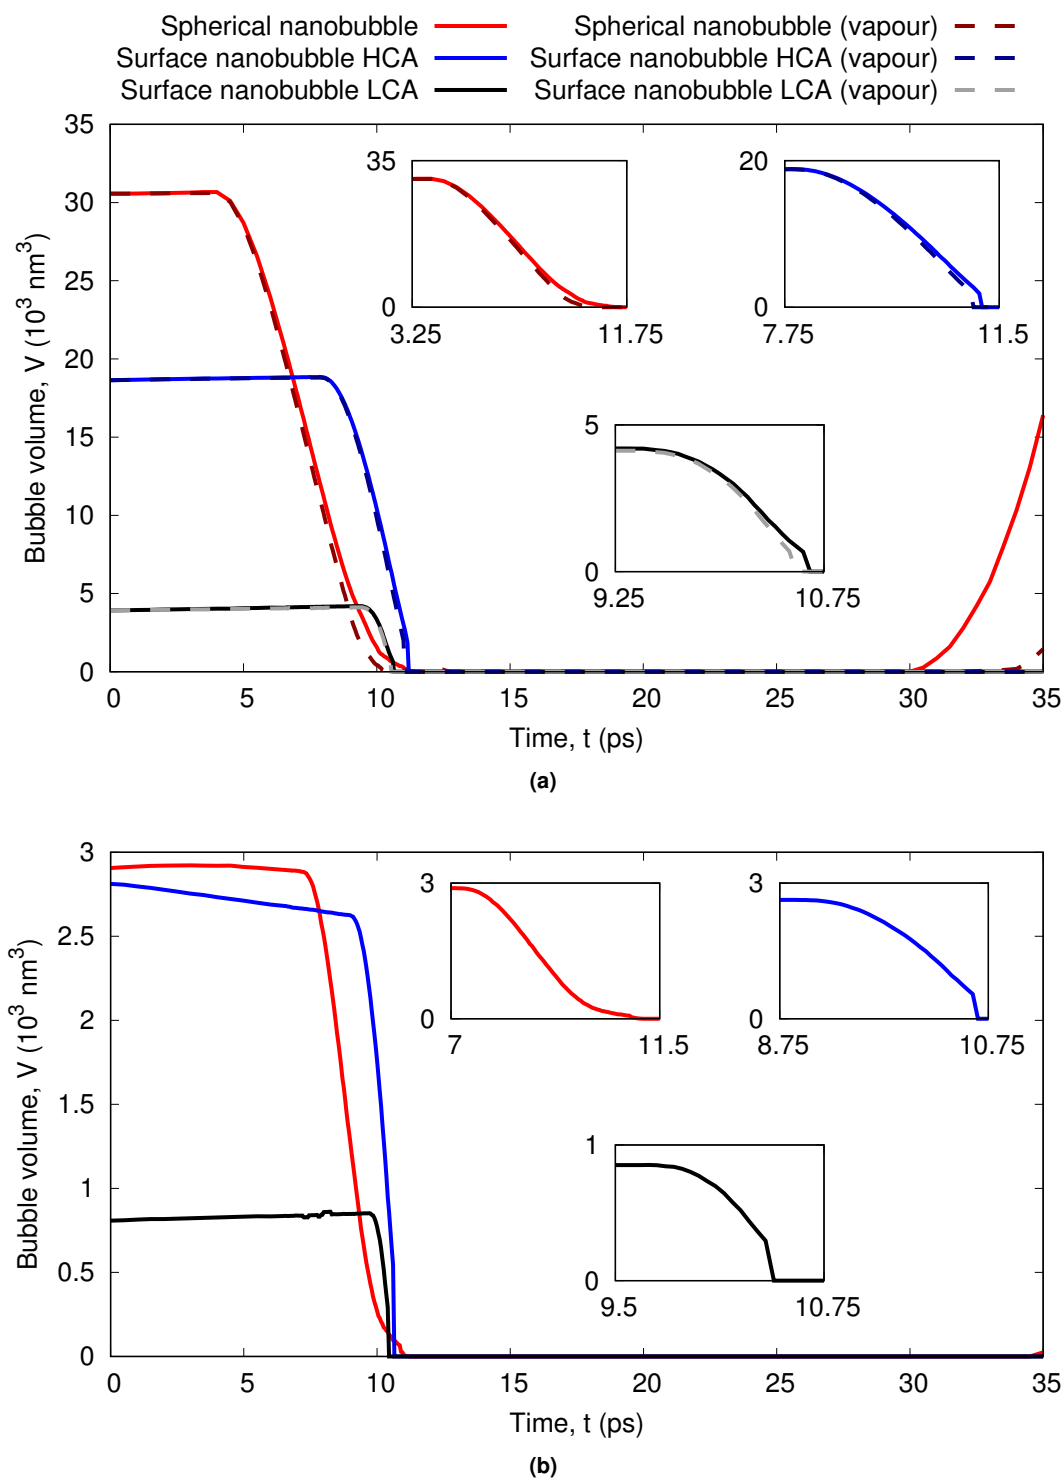 Spherical nanobubble
Spherical nanobubble (vapour)
Surface nanobubble HCA
Surface nanobubble HCA (vapour)
Surface nanobubble LCA
Surface nanobubble LCA (vapour)
35
30
25
20
15
10
5
0
Bubble volume, V (10³ nm³)
35
0
3.25 11.75
20
0
7.75 11.5
5
0
9.25 10.75
0 5 10 15 20 25 30 35
Time, t (ps)
(a)
3
2.5
2
1.5
1
0.5
0
Bubble volume, V (10³ nm³)
3
0
7 11.5
3
0
8.75 10.75
1
0
9.5 10.75
0 5 10 15 20 25 30 35
Time, t (ps)
(b)